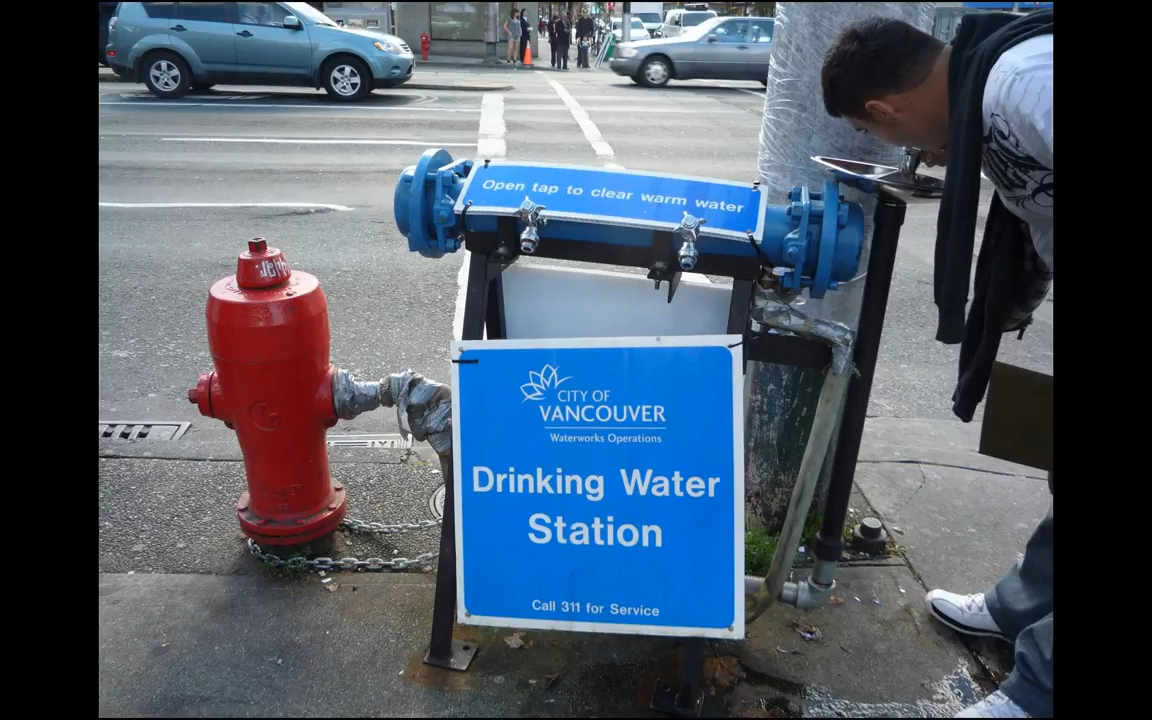 Open tap to clear warm water
CITY OF
VANCOUVER
Waterworks Operations
Drinking Water
Station
Call 311 for Service